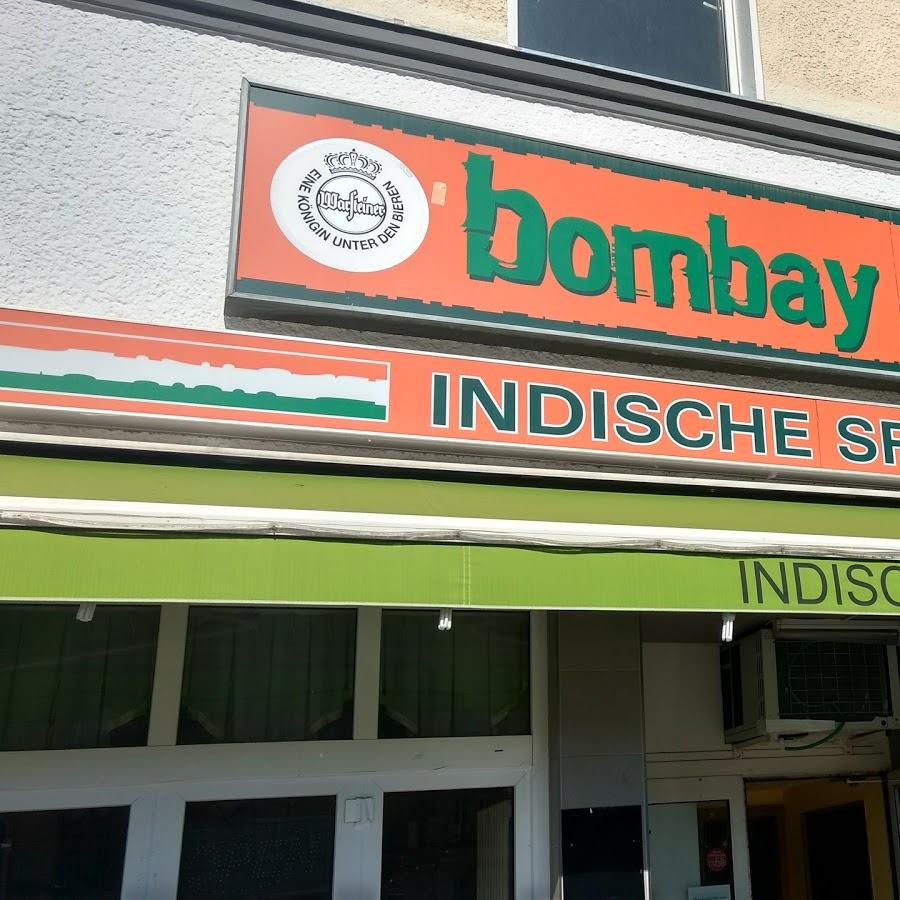 Warsteiner
EINE KÖNIGIN UNTER DEN BIEREN
bombay
INDISCHE SP
INDISC